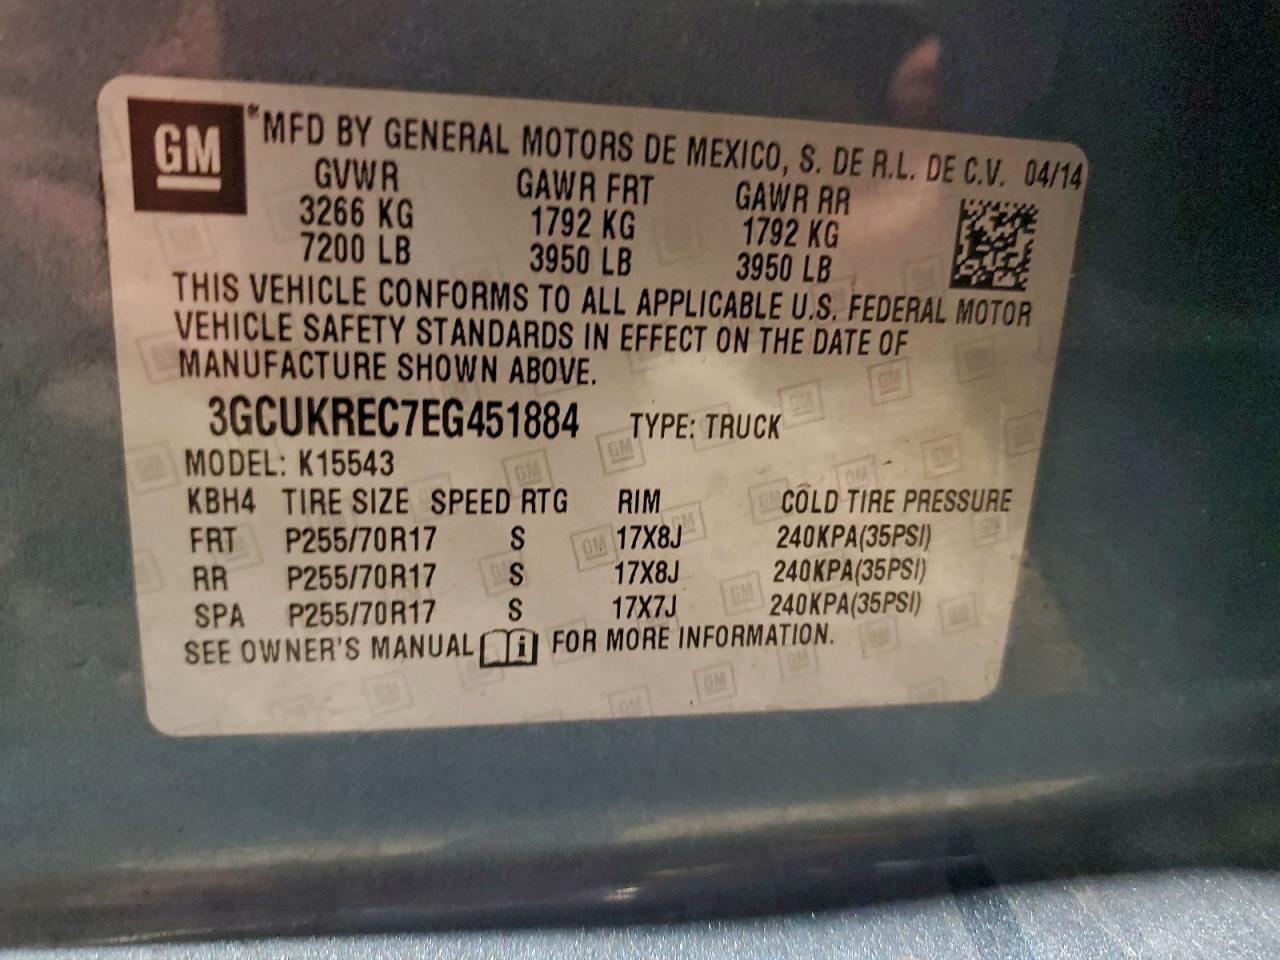 GM
MFD BY GENERAL MOTORS DE MEXICO, S. DE R.L. DE C.V. 04/14
GVWR GAWR FRT GAWR RR
3266 KG 1792 KG 1792 KG
7200 LB 3950 LB 3950 LB
THIS VEHICLE CONFORMS TO ALL APPLICABLE U.S. FEDERAL MOTOR
VEHICLE SAFETY STANDARDS IN EFFECT ON THE DATE OF
MANUFACTURE SHOWN ABOVE.
3GCUKREC7EG451884 TYPE: TRUCK
MODEL: K15543
KBH4 TIRE SIZE SPEED RTG RIM COLD TIRE PRESSURE
FRT P255/70R17 S 17X8J 240KPA(35PSI)
RR P255/70R17 S 17X8J 240KPA(35PSI)
SPA P255/70R17 S 17X7J 240KPA(35PSI)
SEE OWNER'S MANUAL i FOR MORE INFORMATION.